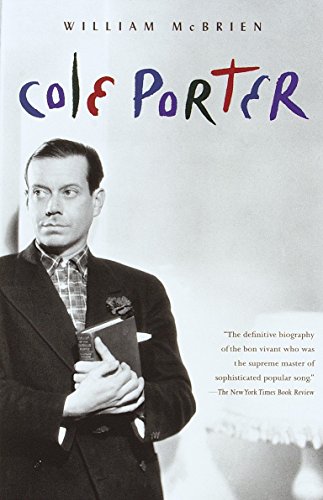 WILLIAM McBRIEN
COLE PORTER
"The definitive biography
of the bon vivant who was
the supreme master of
sophisticated popular song."
—The New York Times Book Review